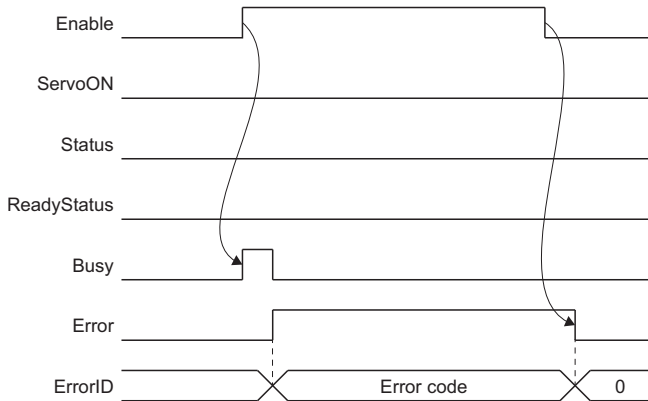 Enable
ServoON
Status
ReadyStatus
Busy
Error
ErrorID Error code 0